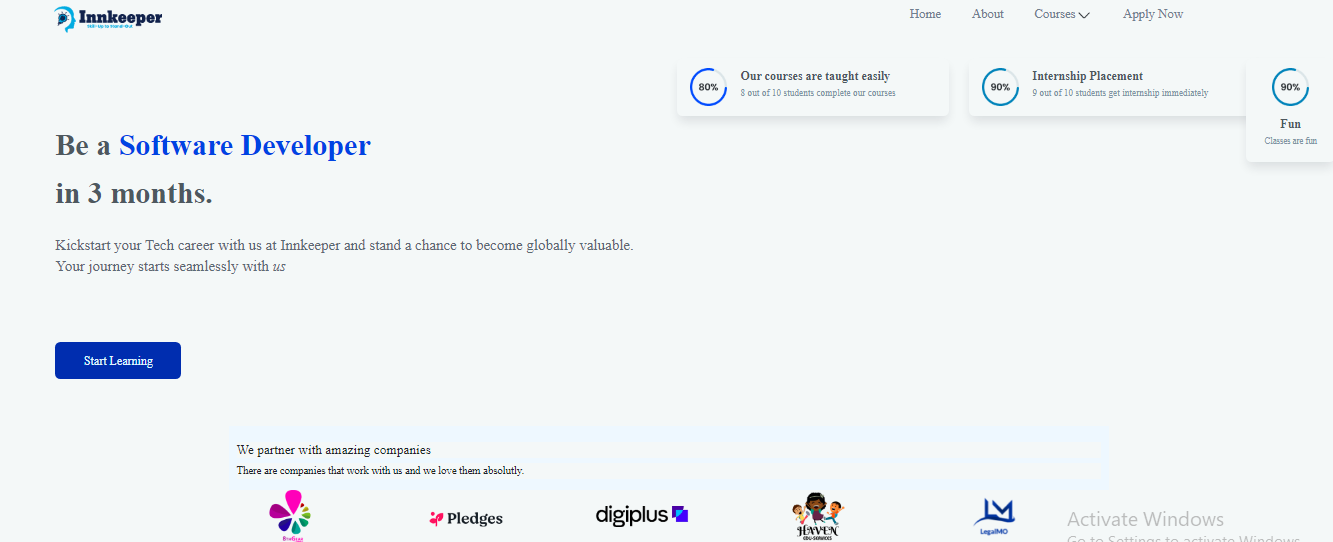 Innkeeper
Home About Courses Apply Now
80%
Our courses are taught easily
8 out of 10 students complete our courses
90%
Internship Placement
9 out of 10 students get internship immediately
90%
Fun
Classes are fun
Be a Software Developer
in 3 months.
Kickstart your Tech career with us at Innkeeper and stand a chance to become globally valuable.
Your journey starts seamlessly with us
Start Learning
We partner with amazing companies
There are companies that work with us and we love them absolutly.
Pledges
digiplus
HAVEN
EDU-SERVICES
LegalMO
Activate Windows
Go to Settings to activate Windows.